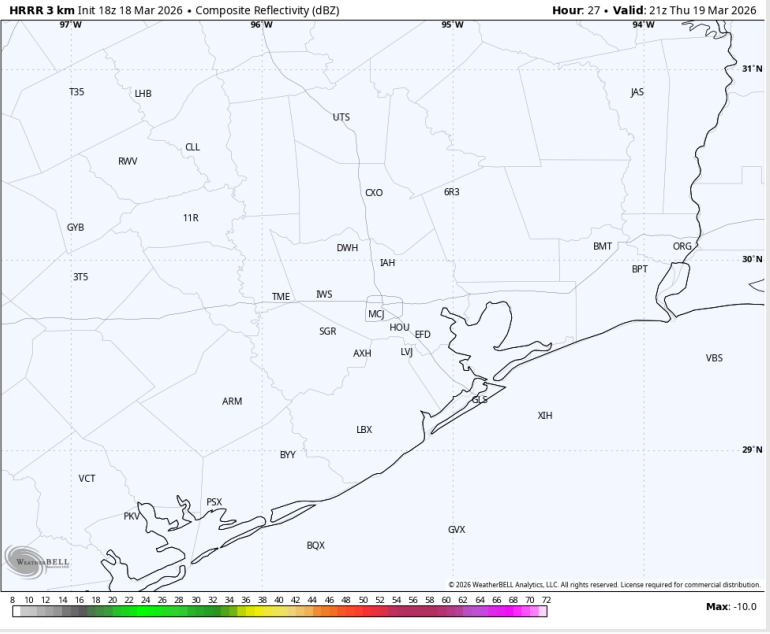 HRRR 3 km Init 18z 18 Mar 2026 • Composite Reflectivity (dBZ)
Hour: 27 • Valid: 21z Thu 19 Mar 2026
97°W 96°W 95°W 94°W
31°N
T35 LHB JAS
UTS
CLL
RWV
CXO 6R3
11R
GYB
DWH BMT ORG
IAH 30°N
BPT
3T5
TME IWS
MCJ
SGR HOU EFD
AXH LVJ
VBS
ARM GLS
XIH
LBX
29°N
BYY
VCT
PSX
PKV
GVX
BQX
WEATHERBELL
© 2026 WeatherBELL Analytics, LLC. All rights reserved. License required for commercial distribution.
8 10 12 14 16 18 20 22 24 26 28 30 32 34 36 38 40 42 44 46 48 50 52 54 56 58 60 62 64 66 68 70 72
Max: -10.0